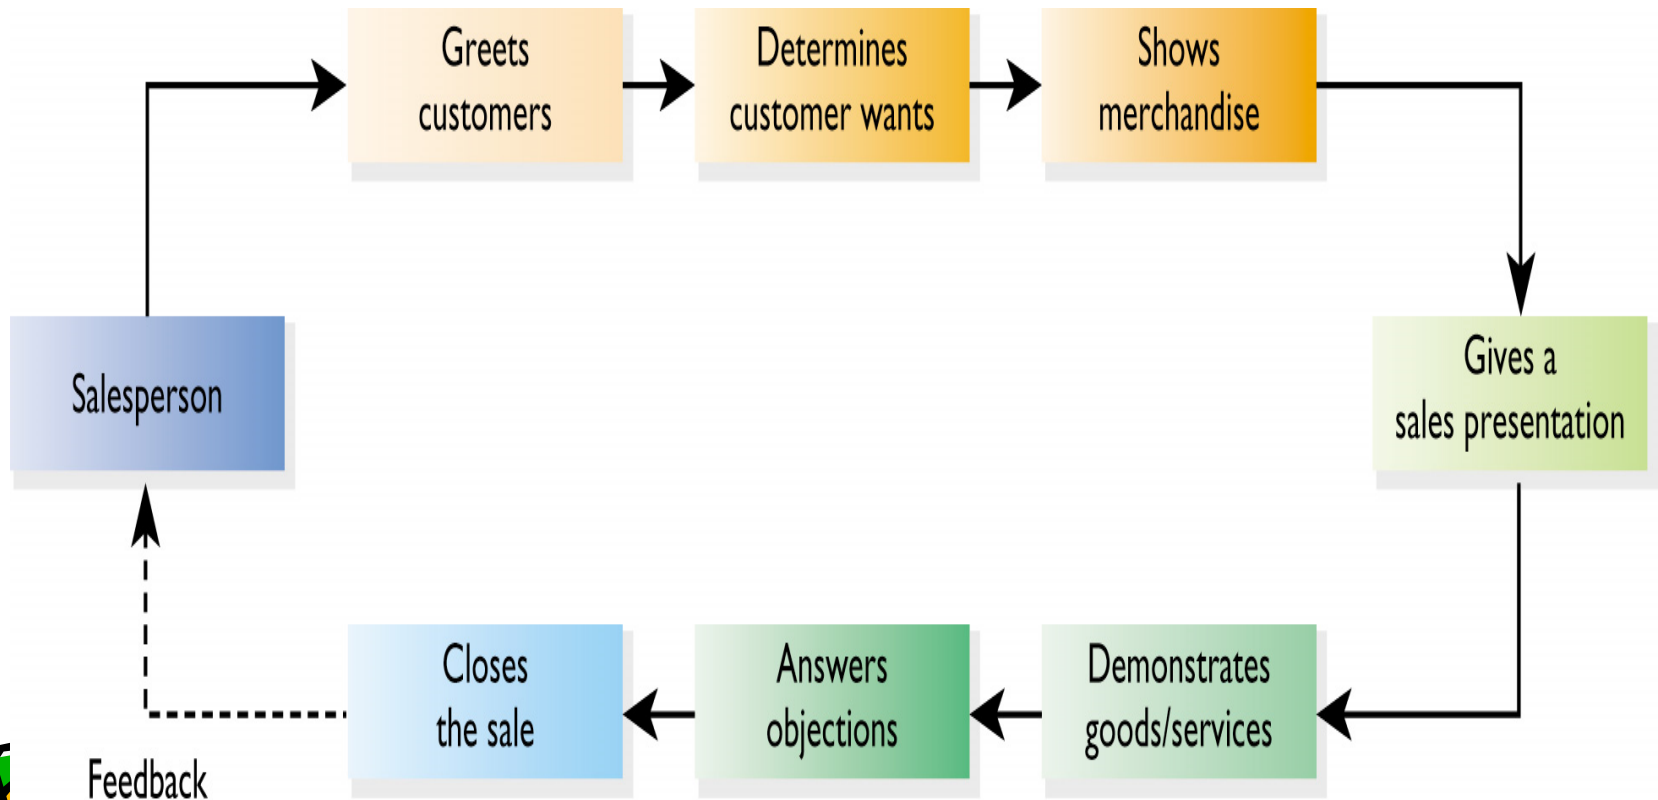 Greets
customers
Determines
customer wants
Shows
merchandise
Salesperson
Gives a
sales presentation
Closes
the sale
Answers
objections
Demonstrates
goods/services
Feedback